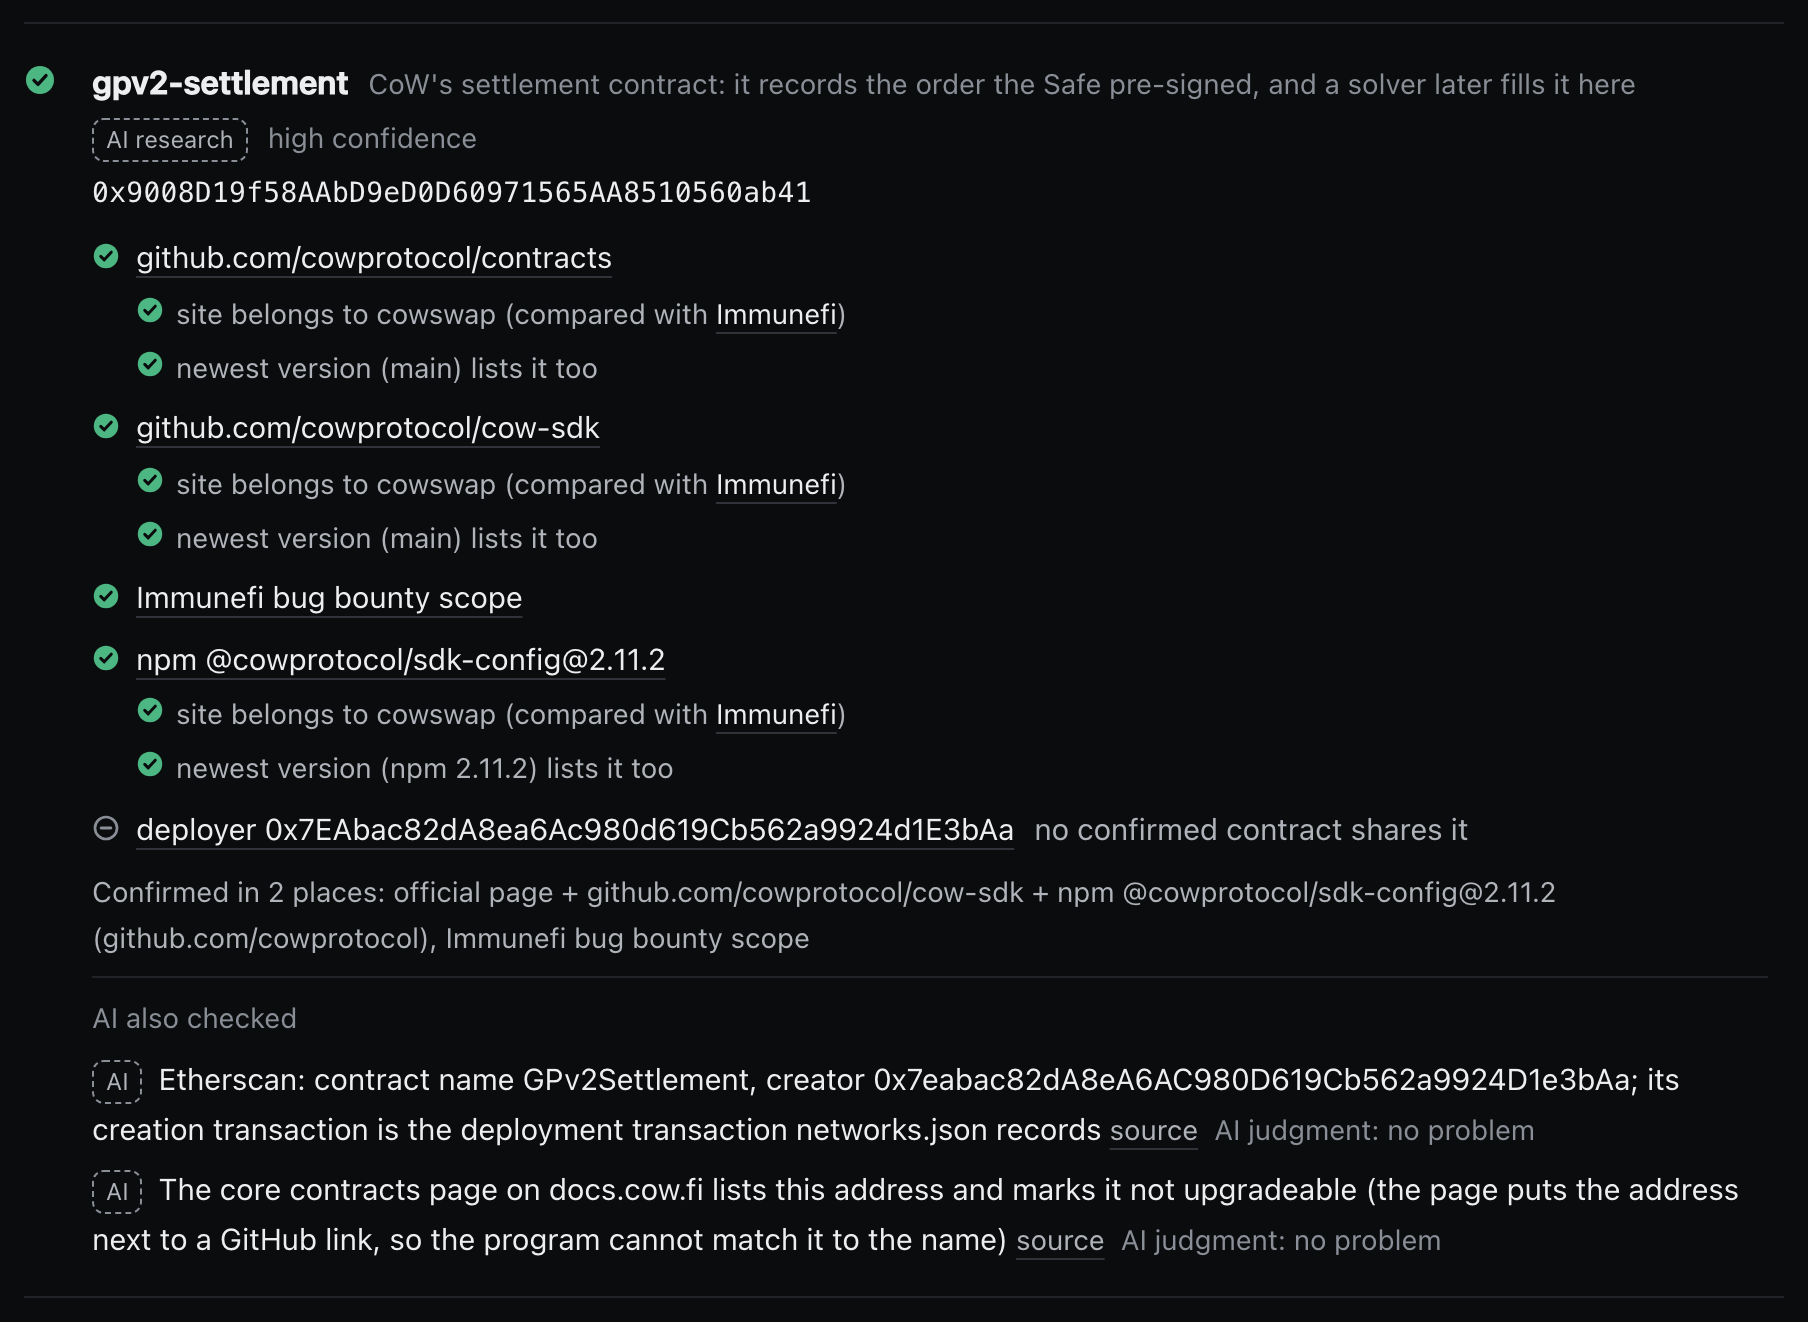 gpv2-settlement CoW's settlement contract: it records the order the Safe pre-signed, and a solver later fills it here
AI research high confidence
0x9008D19f58AAbD9eD0D60971565AA8510560ab41
github.com/cowprotocol/contracts
site belongs to cowswap (compared with Immunefi)
newest version (main) lists it too
github.com/cowprotocol/cow-sdk
site belongs to cowswap (compared with Immunefi)
newest version (main) lists it too
Immunefi bug bounty scope
npm @cowprotocol/sdk-config@2.11.2
site belongs to cowswap (compared with Immunefi)
newest version (npm 2.11.2) lists it too
deployer 0x7EAbac82dA8ea6Ac980d619Cb562a9924d1E3bAa no confirmed contract shares it
Confirmed in 2 places: official page + github.com/cowprotocol/cow-sdk + npm @cowprotocol/sdk-config@2.11.2
(github.com/cowprotocol), Immunefi bug bounty scope
AI also checked
AI Etherscan: contract name GPv2Settlement, creator 0x7eabac82dA8eA6AC980D619Cb562a9924D1e3bAa; its
creation transaction is the deployment transaction networks.json records source AI judgment: no problem
AI The core contracts page on docs.cow.fi lists this address and marks it not upgradeable (the page puts the address
next to a GitHub link, so the program cannot match it to the name) source AI judgment: no problem